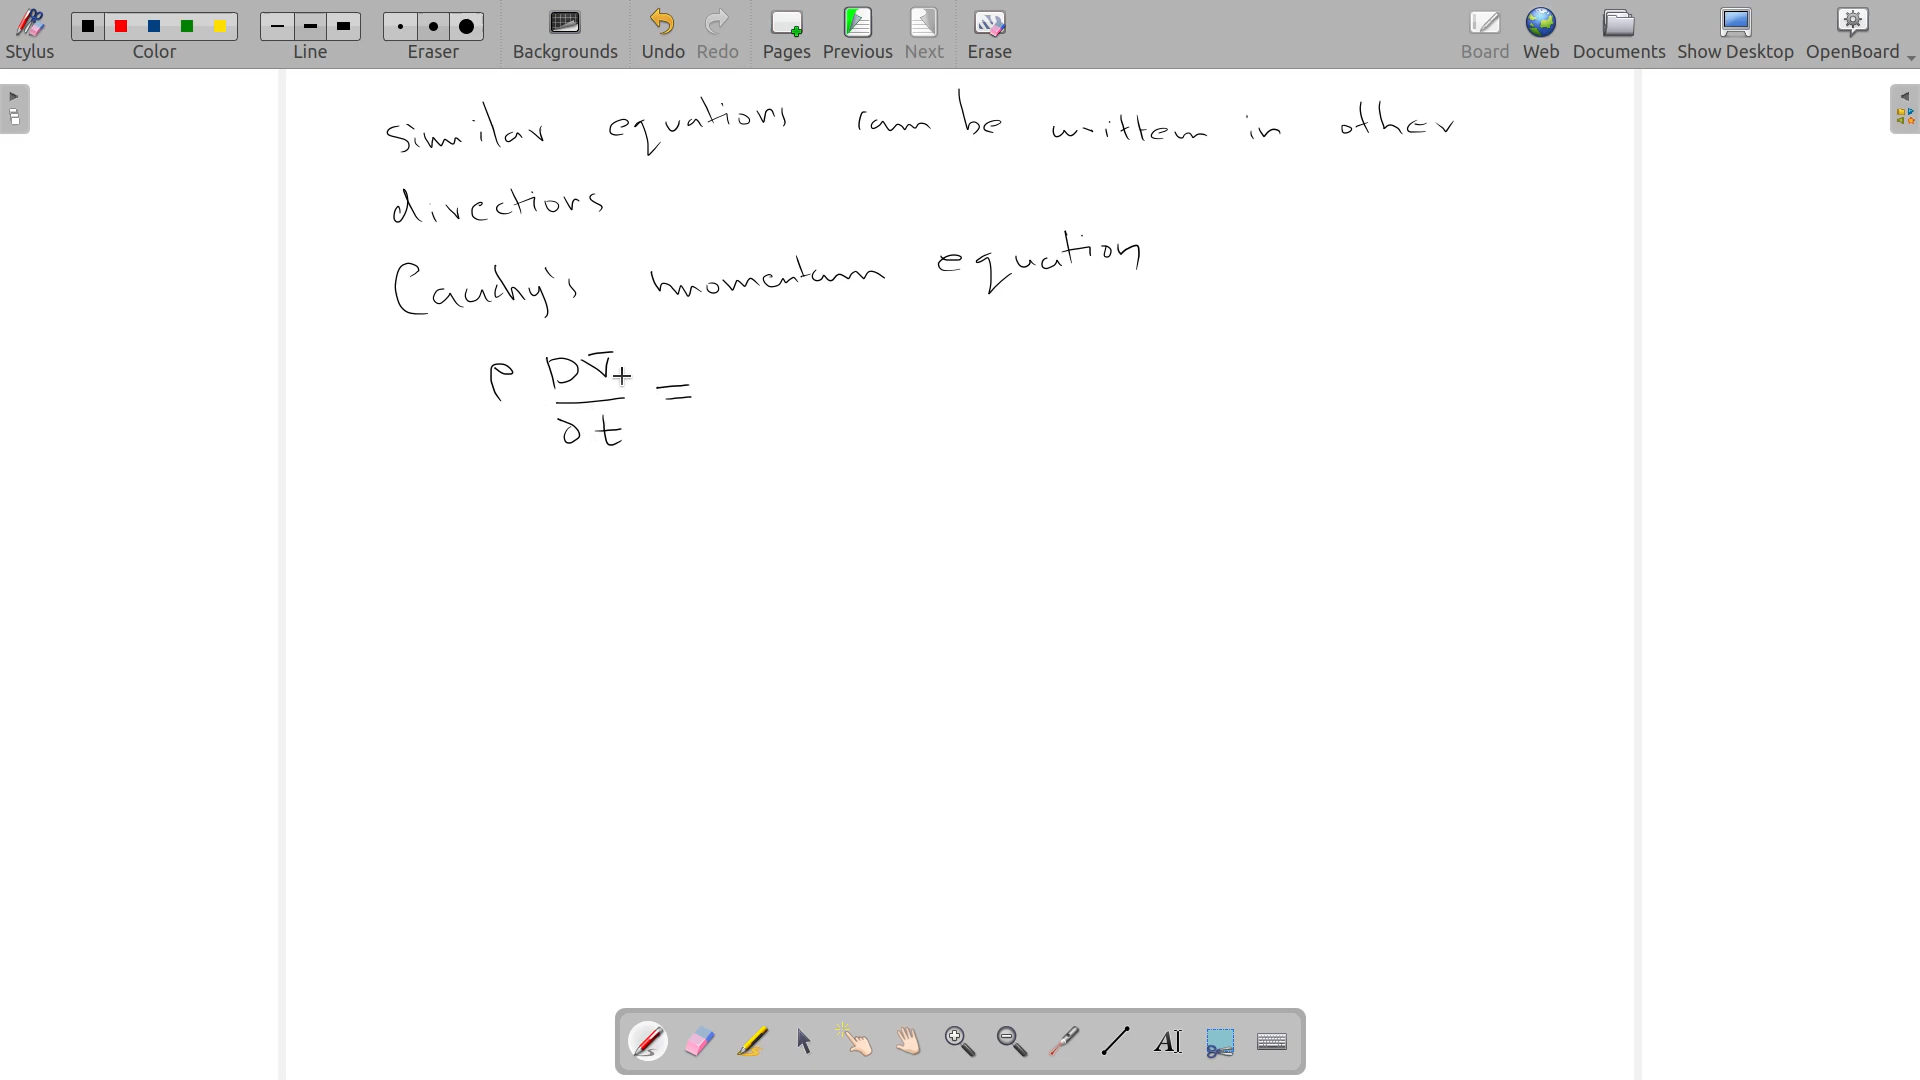 Stylus Color Line Eraser Backgrounds Undo Redo Pages Previous Next Erase Board Web Documents Show Desktop OpenBoard
similar equations can be written in other
directions
Cauchy's momentum equation
ρ DV̅
=
∂t
AI